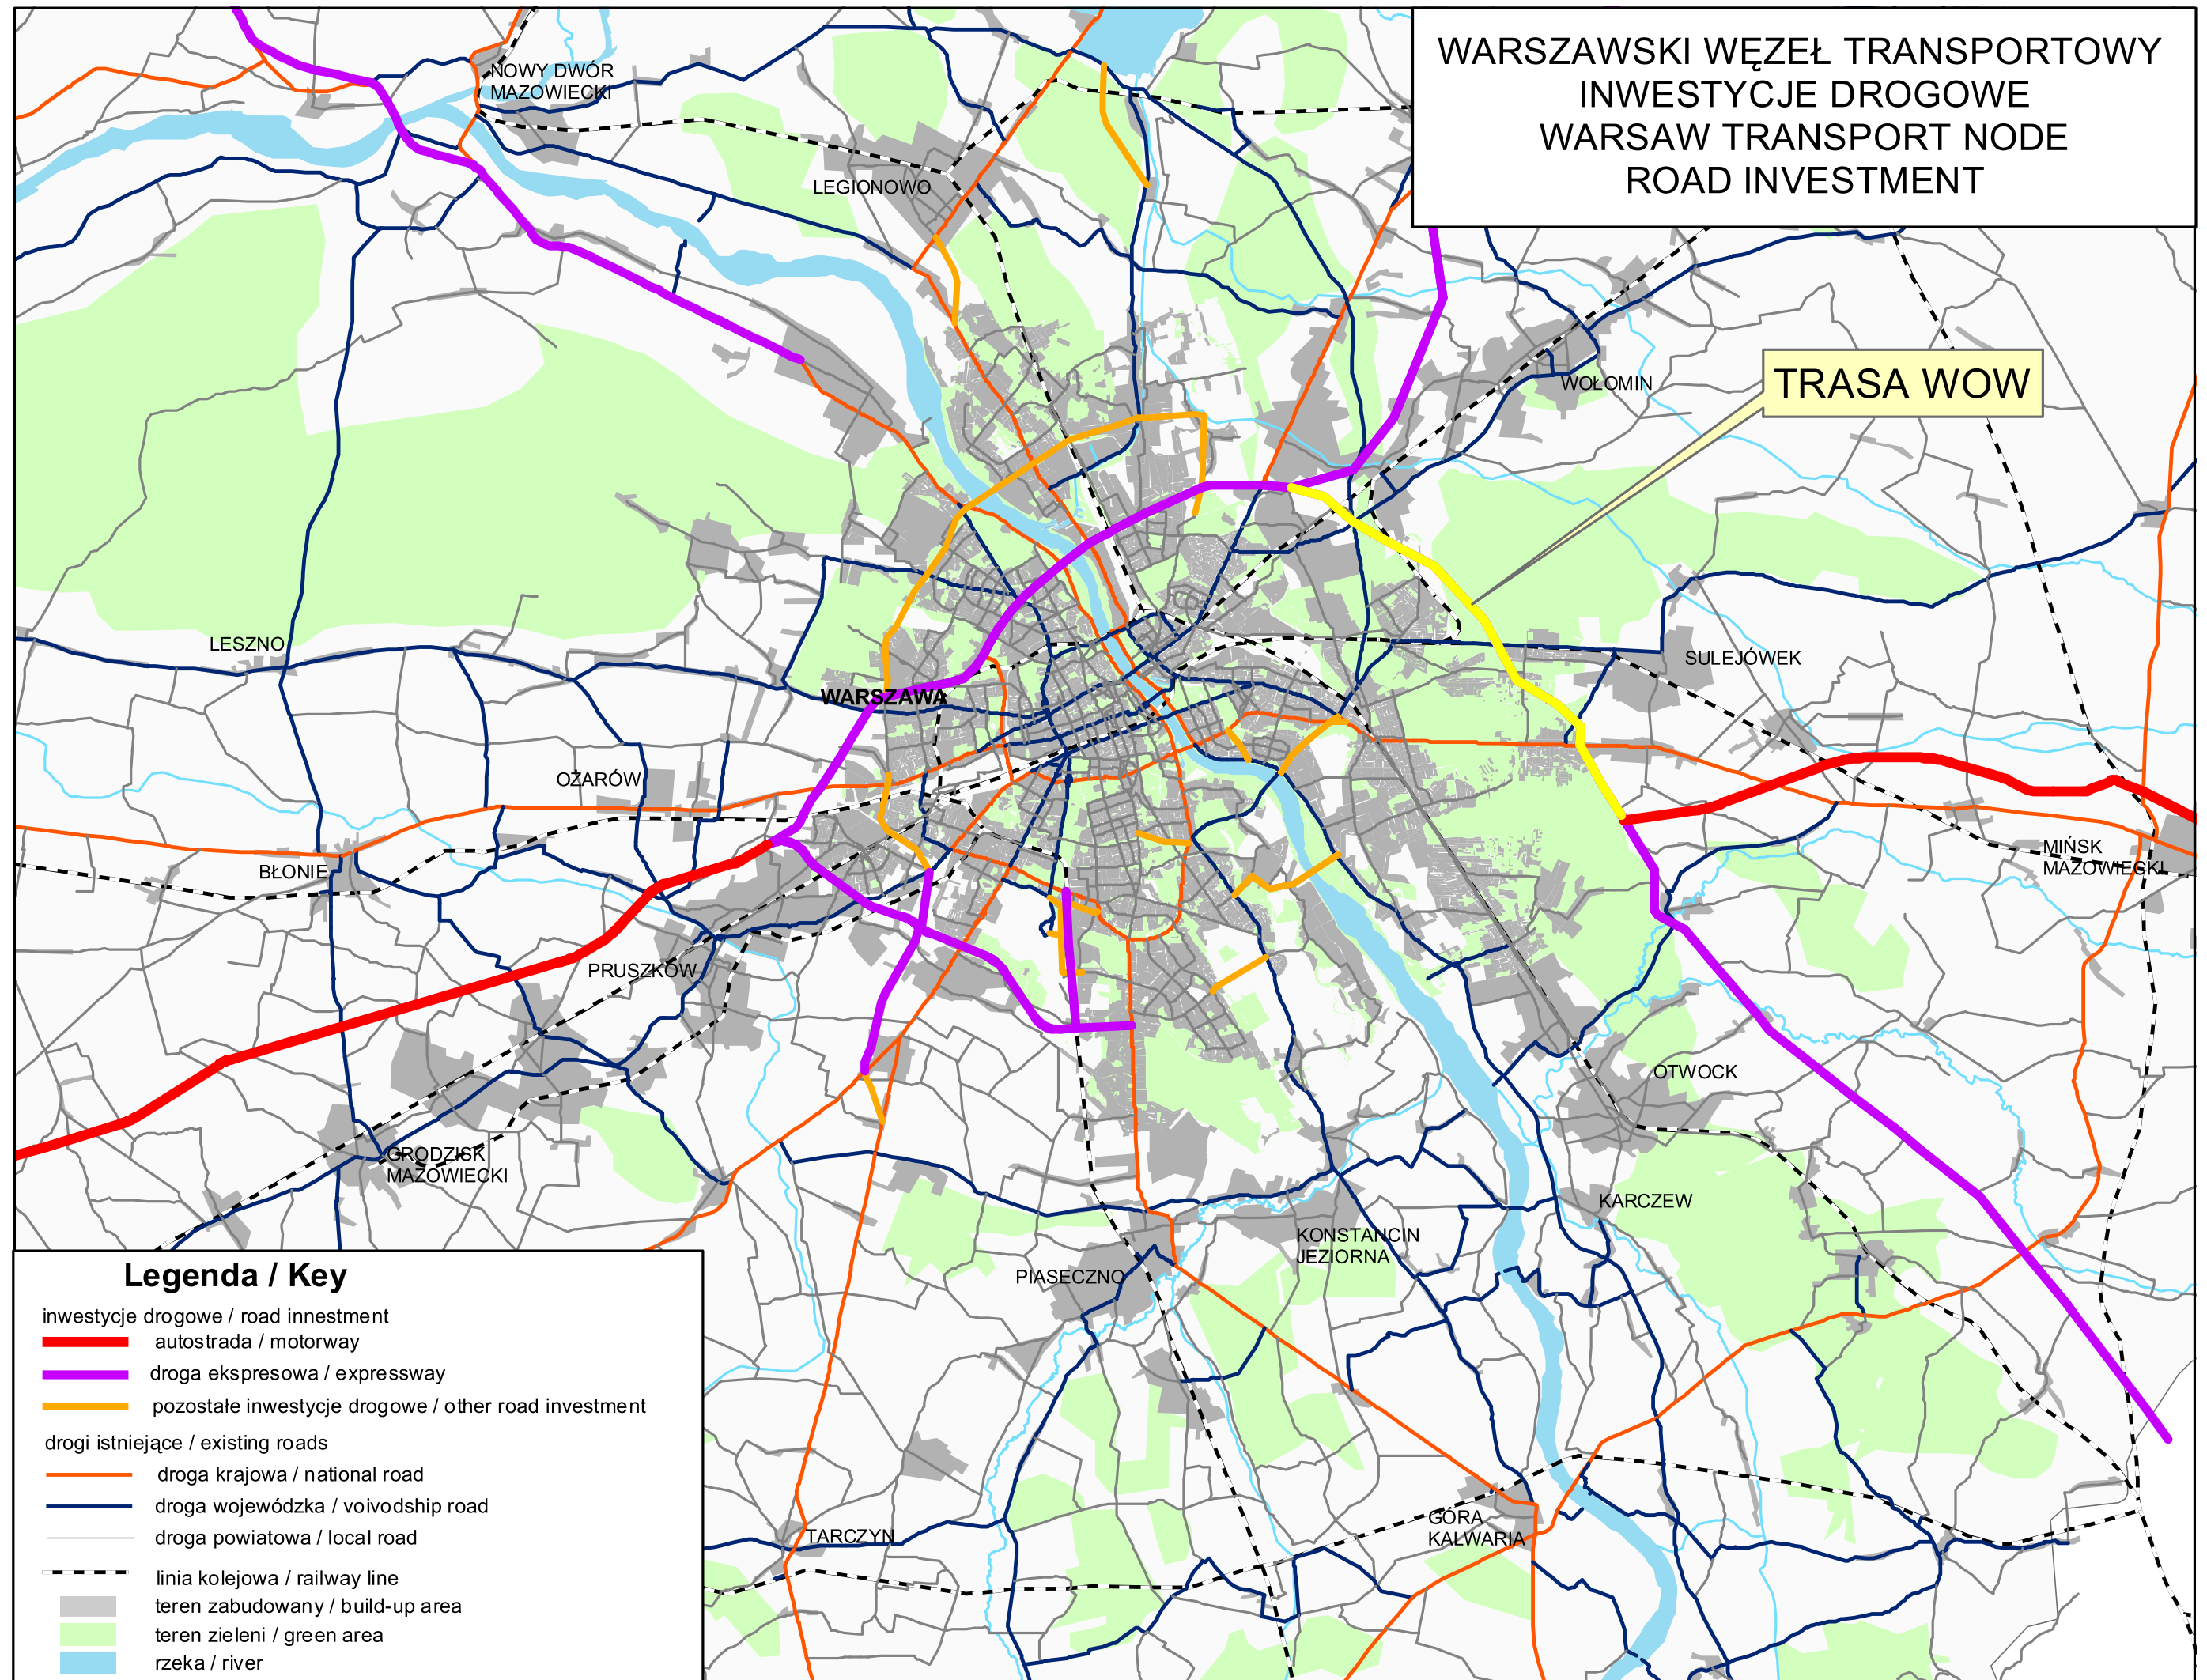 WARSZAWSKI WĘZEŁ TRANSPORTOWY
INWESTYCJE DROGOWE
WARSAW TRANSPORT NODE
ROAD INVESTMENT
NOWY DWÓR
MAZOWIECKI
LEGIONOWO
WOŁOMIN
TRASA WOW
LESZNO
SULEJÓWEK
WARSZAWA
OŻARÓW
BŁONIE
MIŃSK
MAZOWIECKI
PRUSZKÓW
OTWOCK
GRODZISK
MAZOWIECKI
KARCZEW
KONSTANCIN
JEZIORNA
PIASECZNO
GÓRA
KALWARIA
TARCZYN
Legenda / Key
inwestycje drogowe / road innestment
autostrada / motorway
droga ekspresowa / expressway
pozostałe inwestycje drogowe / other road investment
drogi istniejące / existing roads
droga krajowa / national road
droga wojewódzka / voivodship road
droga powiatowa / local road
linia kolejowa / railway line
teren zabudowany / build-up area
teren zieleni / green area
rzeka / river